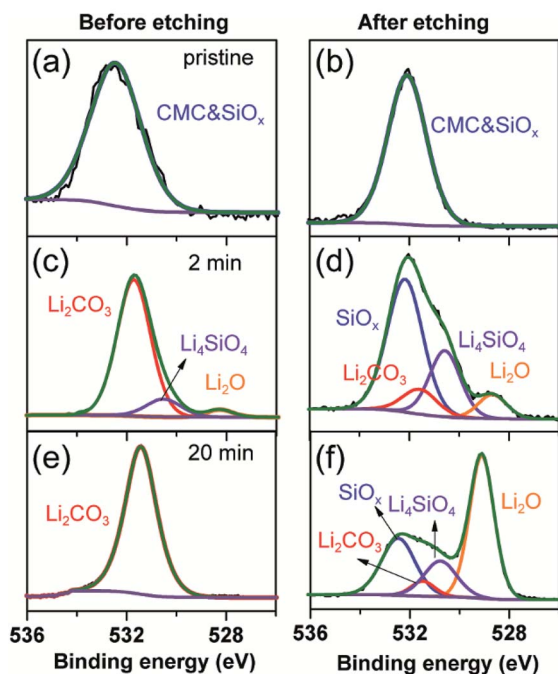 Before etching
After etching
(a)
pristine
CMC&SiOₓ
(b)
CMC&SiOₓ
(c)
2 min
Li₂CO₃
Li₄SiO₄
Li₂O
(d)
SiOₓ
Li₄SiO₄
Li₂CO₃
Li₂O
(e)
20 min
Li₂CO₃
(f)
SiOₓ
Li₄SiO₄
Li₂O
Li₂CO₃
536 532 528
536 532 528
Binding energy (eV)
Binding energy (eV)